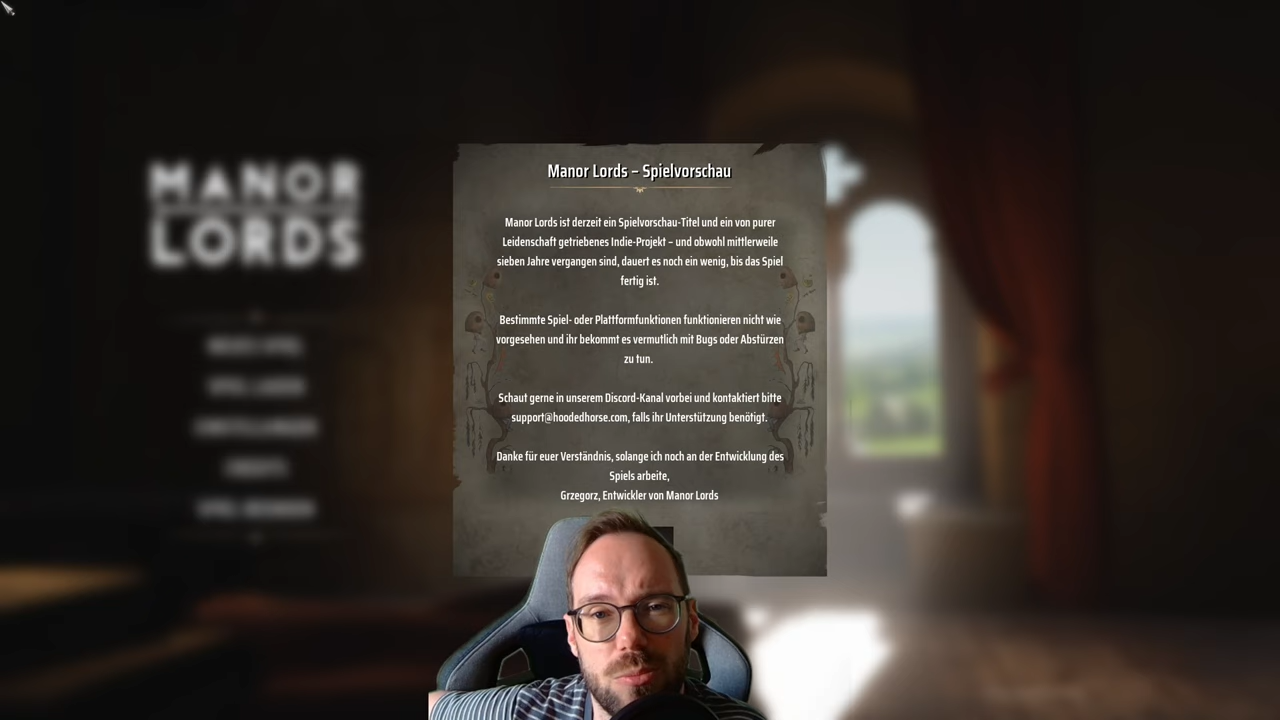 MANOR
LORDS
Manor Lords – Spielvorschau
Manor Lords ist derzeit ein Spielvorschau-Titel und ein von purer
Leidenschaft getriebenes Indie-Projekt – und obwohl mittlerweile
sieben Jahre vergangen sind, dauert es noch ein wenig, bis das Spiel
fertig ist.
Bestimmte Spiel- oder Plattformfunktionen funktionieren nicht wie
vorgesehen und ihr bekommt es vermutlich mit Bugs oder Abstürzen
zu tun.
Schaut gerne in unserem Discord-Kanal vorbei und kontaktiert bitte
support@hoodedhorse.com, falls ihr Unterstützung benötigt.
Danke für euer Verständnis, solange ich noch an der Entwicklung des
Spiels arbeite,
Grzegorz, Entwickler von Manor Lords